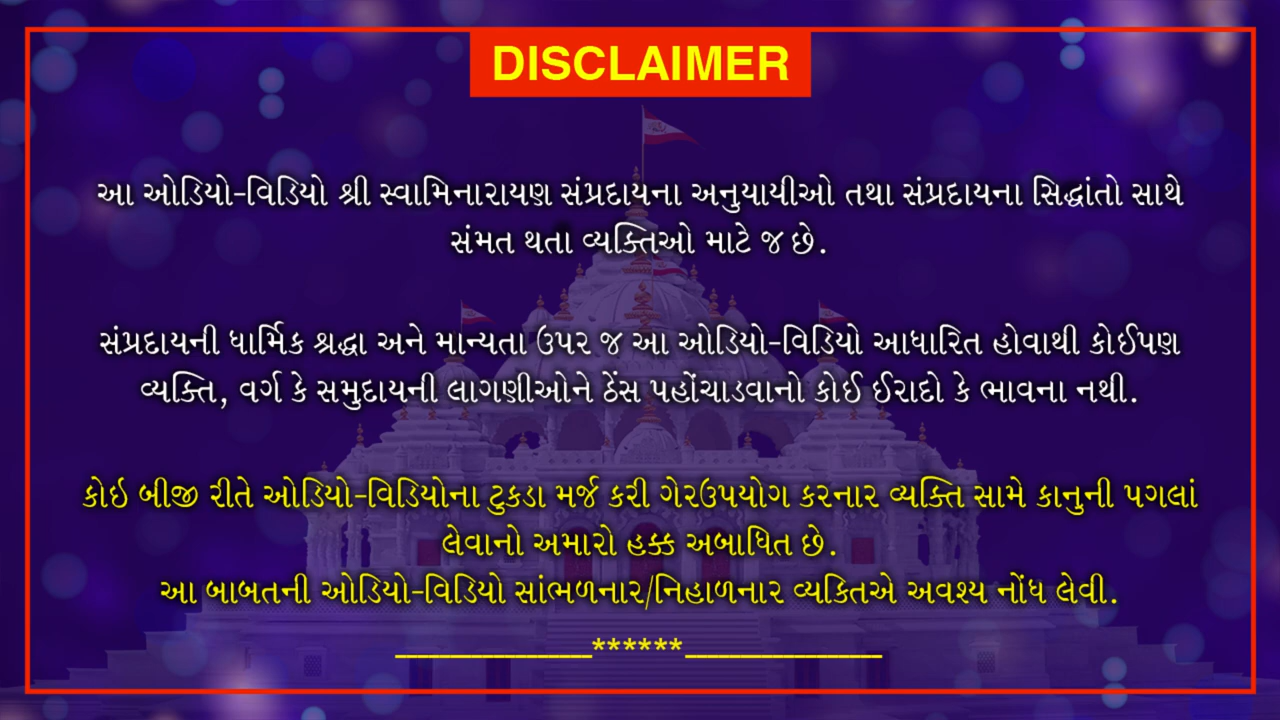 DISCLAIMER
આ ઓડિયો-વિડિયો શ્રી સ્વામિનારાયણ સંપ્રદાયના અનુયાયીઓ તથા સંપ્રદાયના સિદ્ધાંતો સાથે
સંમત થતા વ્યક્તિઓ માટે જ છે.
સંપ્રદાયની ધાર્મિક શ્રદ્ધા અને માન્યતા ઉપર જ આ ઓડિયો-વિડિયો આધારિત હોવાથી કોઈપણ
વ્યક્તિ, વર્ગ કે સમુદાયની લાગણીઓને ઠેંસ પહોંચાડવાનો કોઈ ઈરાદો કે ભાવના નથી.
કોઇ બીજી રીતે ઓડિયો-વિડિયોના ટુકડા મર્જ કરી ગેરઉપયોગ કરનાર વ્યક્તિ સામે કાનુની પગલાં
લેવાનો અમારો હક્ક અબાધિત છે.
આ બાબતની ઓડિયો-વિડિયો સાંભળનાર/નિહાળનાર વ્યકિતએ અવશ્ય નોંધ લેવી.
_________________******_________________